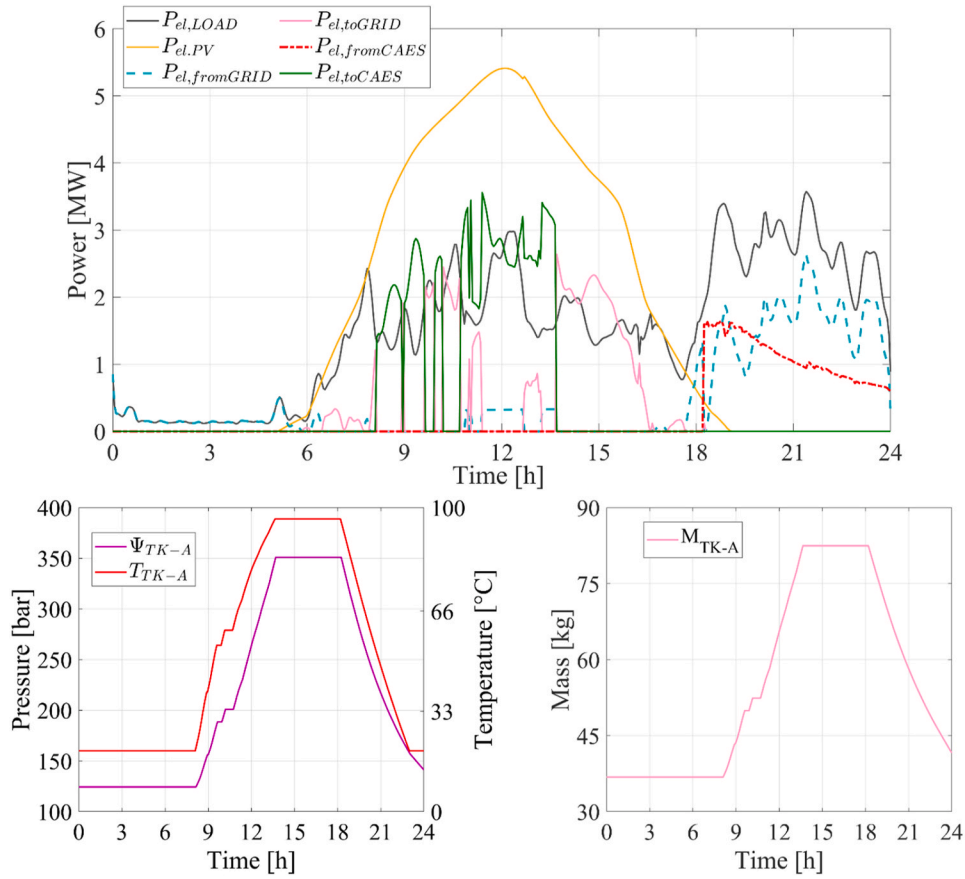 P_el,LOAD P_el,toGRID
P_el.PV P_el,fromCAES
P_el,fromGRID P_el,toCAES
6
5
4
3
2
1
0
Power [MW]
0 3 6 9 12 15 18 21 24
Time [h]
400
350
300
250
200
150
100
Pressure [bar]
Ψ_TK−A
T_TK−A
100
66
33
0
Temperature [°C]
0 3 6 9 12 15 18 21 24
Time [h]
90
75
60
45
30
Mass [kg]
M_TK-A
0 3 6 9 12 15 18 21 24
Time [h]